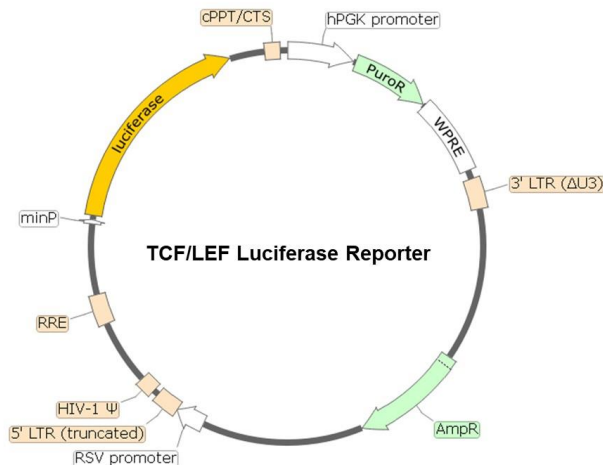 cPPT/CTS
hPGK promoter
PuroR
WPRE
3' LTR (ΔU3)
luciferase
minP
TCF/LEF Luciferase Reporter
RRE
HIV-1 Ψ
5' LTR (truncated)
RSV promoter
AmpR